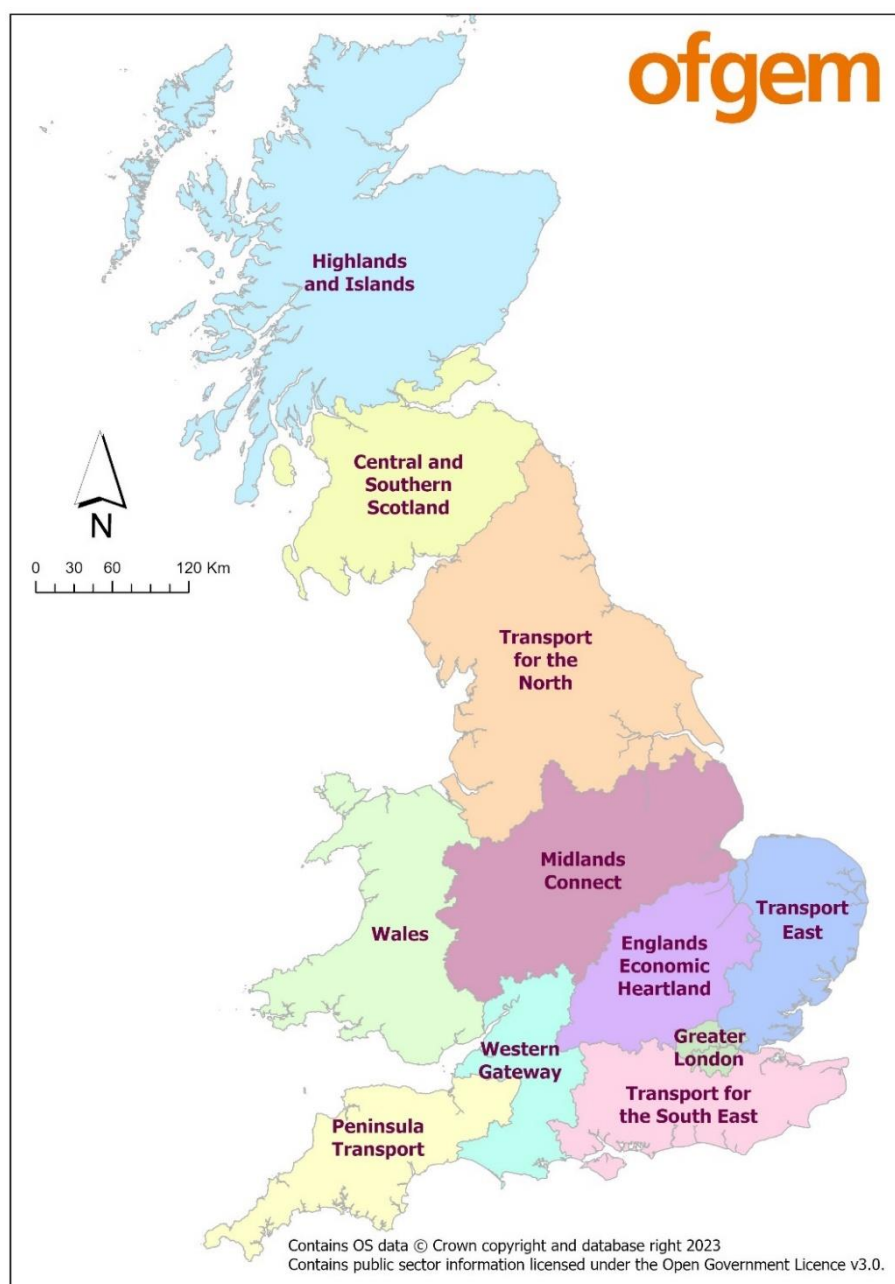 ofgem
Highlands
and Islands
Central and
Southern
Scotland
N
0 30 60 120 Km
Transport
for the
North
Midlands
Connect
Transport
East
Wales
Englands
Economic
Heartland
Greater
London
Western
Gateway
Transport for
the South East
Peninsula
Transport
Contains OS data © Crown copyright and database right 2023
Contains public sector information licensed under the Open Government Licence v3.0.